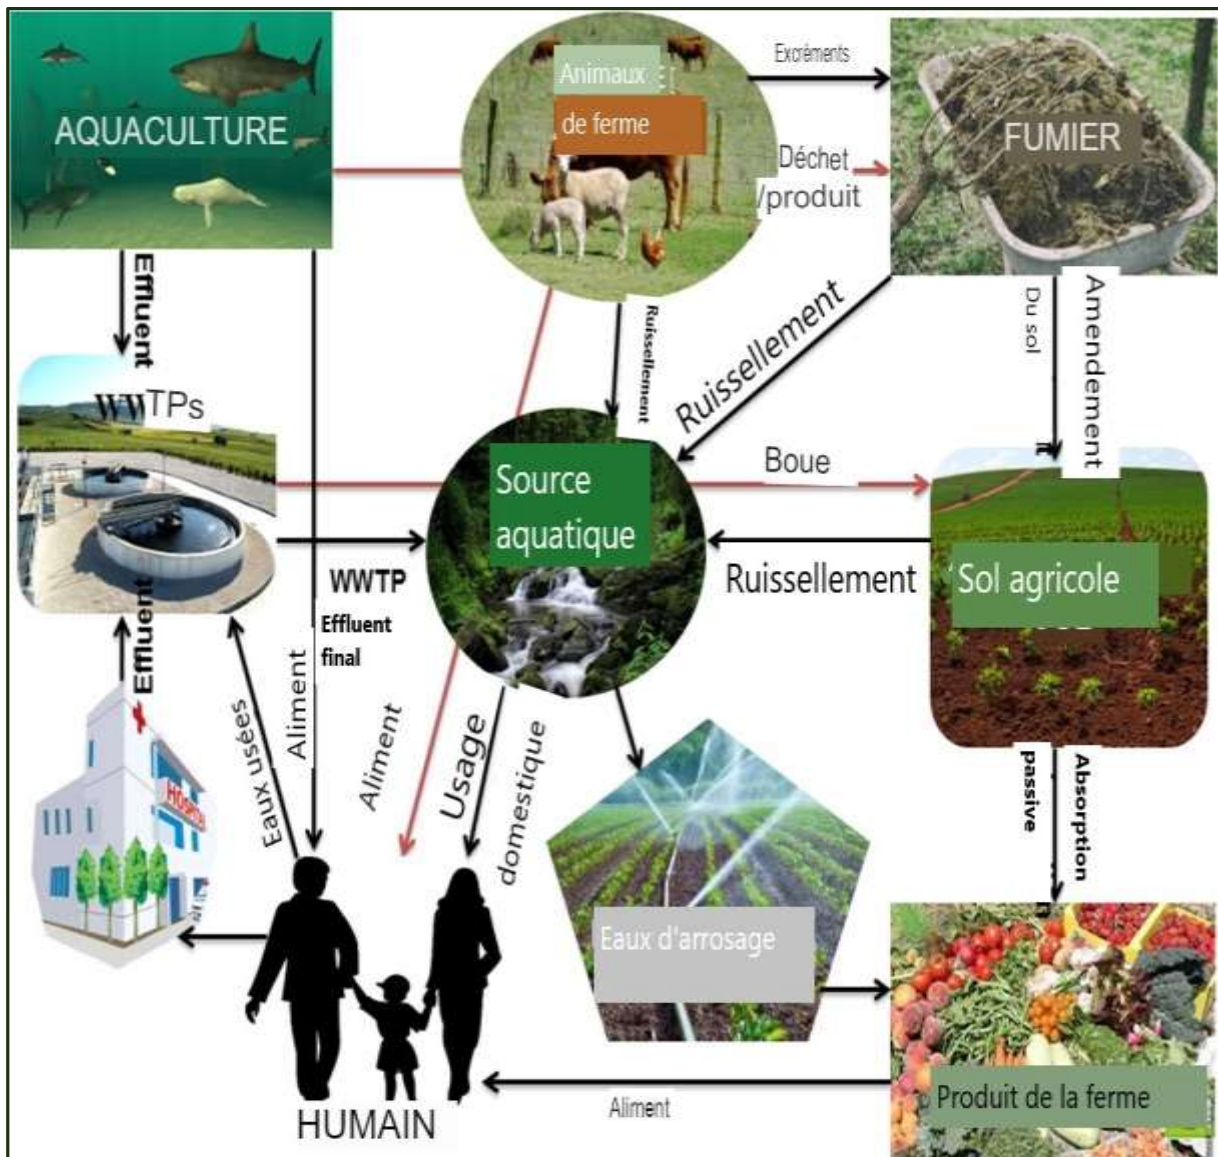 AQUACULTURE
Animaux
de ferme
Excréments
FUMIER
Déchet
/produit
Effluent
Ruissellement
Ruissellement
Du sol
Amendement
WWTPs
Source
aquatique
Boue
WWTP
Effluent
final
Ruissellement
Sol agricole
Eaux usées
Aliment
Aliment
Usage
domestique
Absorption
passive
HOSPITAL
Eaux d'arrosage
Produit de la ferme
Aliment
HUMAIN